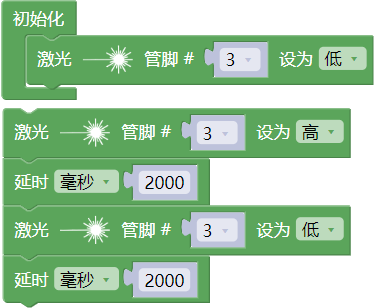 初始化
激光 管脚 # 3 设为 低
激光 管脚 # 3 设为 高
延时 毫秒 2000
激光 管脚 # 3 设为 低
延时 毫秒 2000